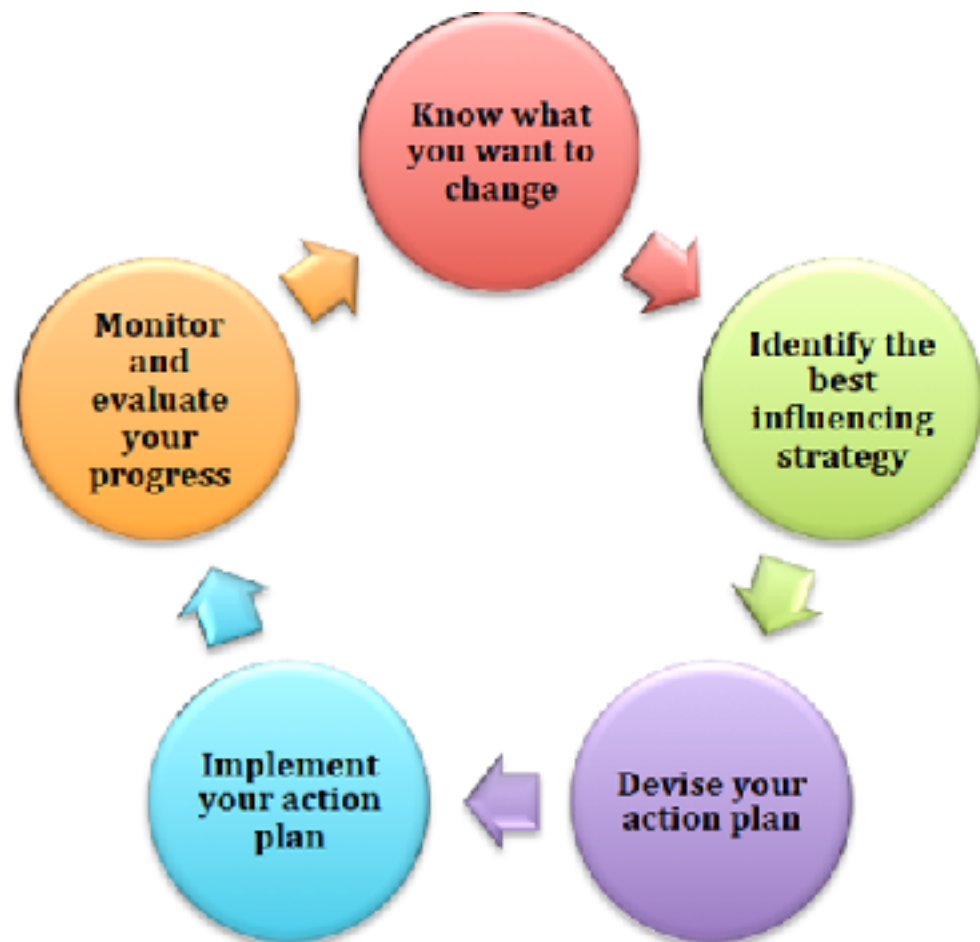 Know what
you want to
change
Identify the
best
influencing
strategy
Devise your
action plan
Implement
your action
plan
Monitor
and
evaluate
your
progress